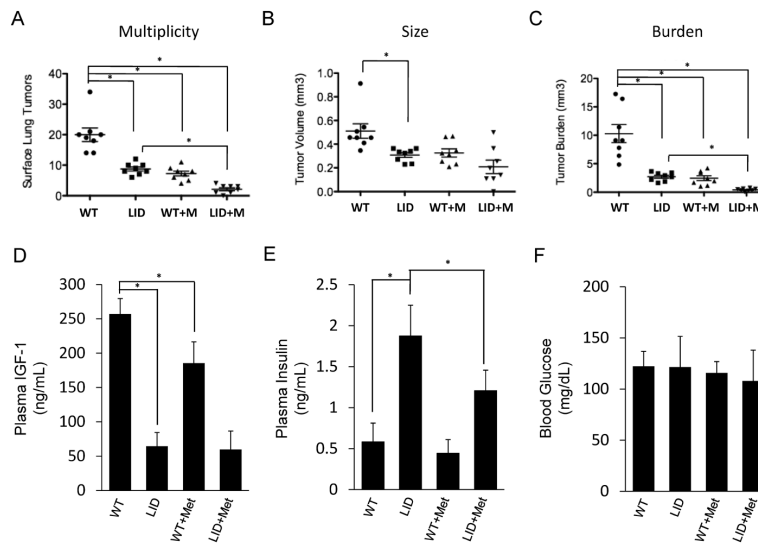 A Multiplicity
Surface Lung Tumors
40
30
20
10
0
* * * *
WT LID WT+M LID+M
B Size
Tumor Volume (mm3)
1.0
0.8
0.6
0.4
0.2
0.0
*
WT LID WT+M LID+M
C Burden
Tumor Burden (mm3)
20
15
10
5
0
* * * *
WT LID WT+M LID+M
D
Plasma IGF-1
(ng/mL)
300
250
200
150
100
50
0
* *
WT LID WT+Met LID+Met
E
Plasma Insulin
(ng/mL)
2.5
2
1.5
1
0.5
0
* *
WT LID WT+Met LID+Met
F
Blood Glucose
(mg/dL)
200
150
100
50
0
WT LID WT+Met LID+Met